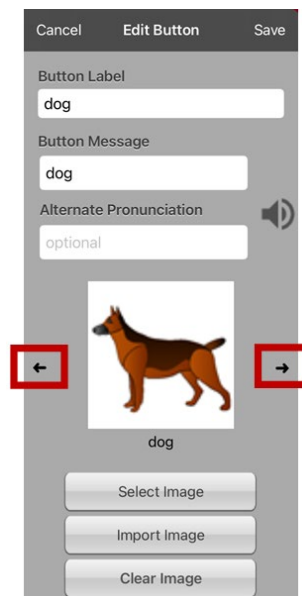 Cancel Edit Button Save
Button Label
dog
Button Message
dog
Alternate Pronunciation
optional
← →
dog
Select Image
Import Image
Clear Image